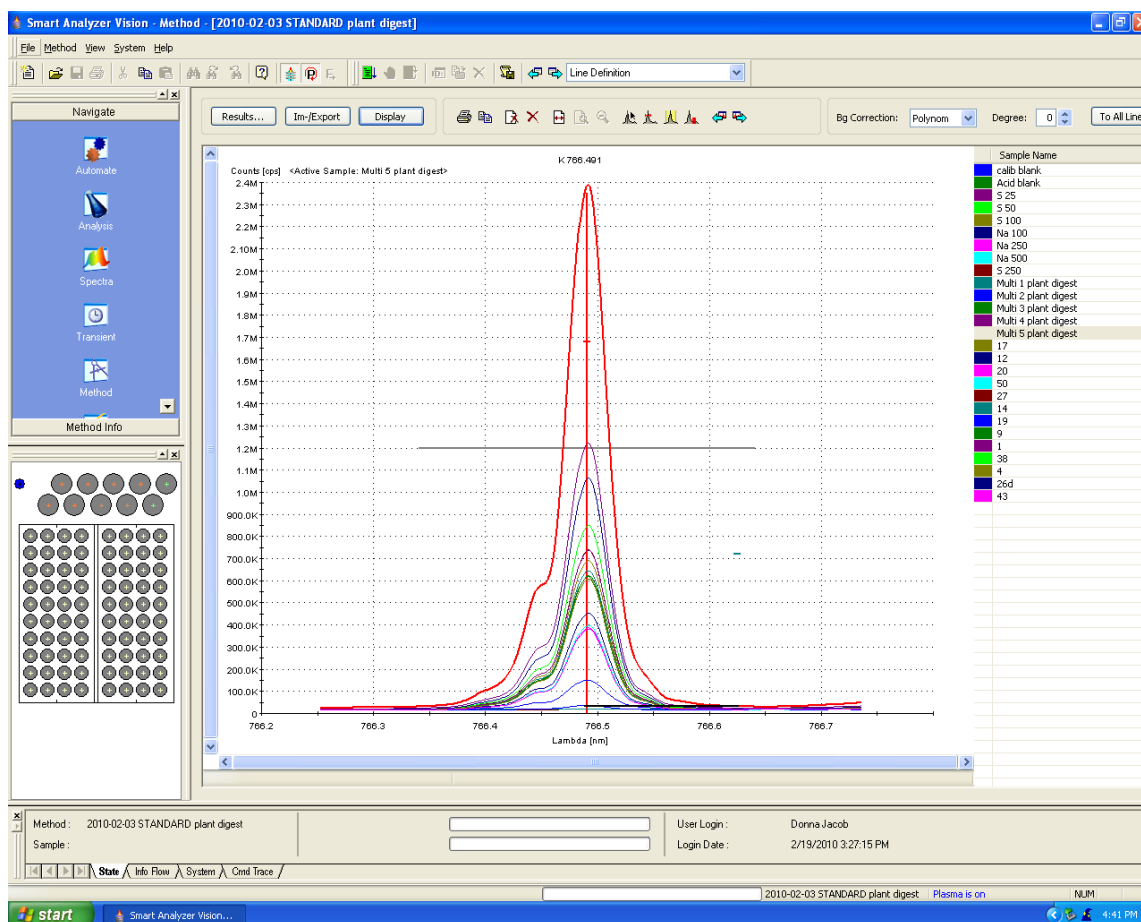 Smart Analyzer Vision - Method - [2010-02-03 STANDARD plant digest]
File Method View System Help
Line Definition
Navigate
Automate
Analysis
Spectra
Transient
Method
Method Info
Results... Im-/Export Display
Bg Correction: Polynom Degree: 0 To All Line
K 766.491
Counts [cps] <Active Sample: Multi 5 plant digest>
2.4M
2.3M
2.2M
2.10M
2.0M
1.9M
1.8M
1.7M
1.6M
1.5M
1.4M
1.3M
1.2M
1.1M
1.0M
900.0K
800.0K
700.0K
600.0K
500.0K
400.0K
300.0K
200.0K
100.0K
0
766.2 766.3 766.4 766.5 766.6 766.7
Lambda [nm]
Sample Name
calib blank
Acid blank
S 25
S 50
S 100
Na 100
Na 250
Na 500
S 250
Multi 1 plant digest
Multi 2 plant digest
Multi 3 plant digest
Multi 4 plant digest
Multi 5 plant digest
17
12
20
50
27
14
19
9
1
38
4
26d
43
Method : 2010-02-03 STANDARD plant digest
User Login : Donna Jacob
Sample :
Login Date : 2/19/2010 3:27:15 PM
State Info Flow System Cmd Trace
2010-02-03 STANDARD plant digest Plasma is on NUM
start Smart Analyzer Vision... 4:41 PM